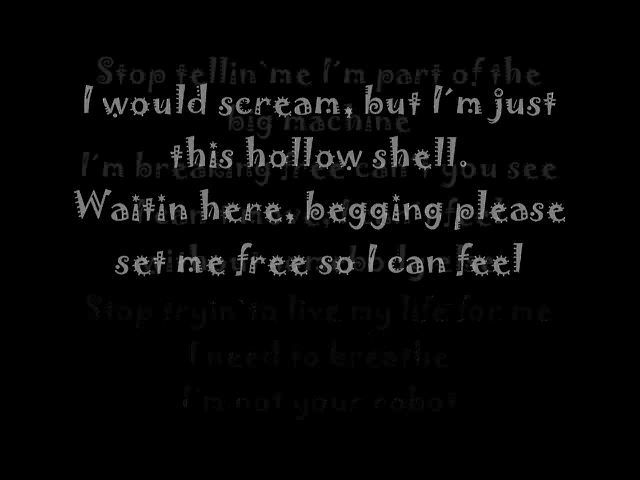 Stop tellin`me I'm part of the
I would scream, but I'm just
big machine
this hollow shell.
I'm breaking free can't you see
Waitin here, begging please
set me free so I can feel
Stop tryin`to live my life for me
I need to breathe
I'm not your robot